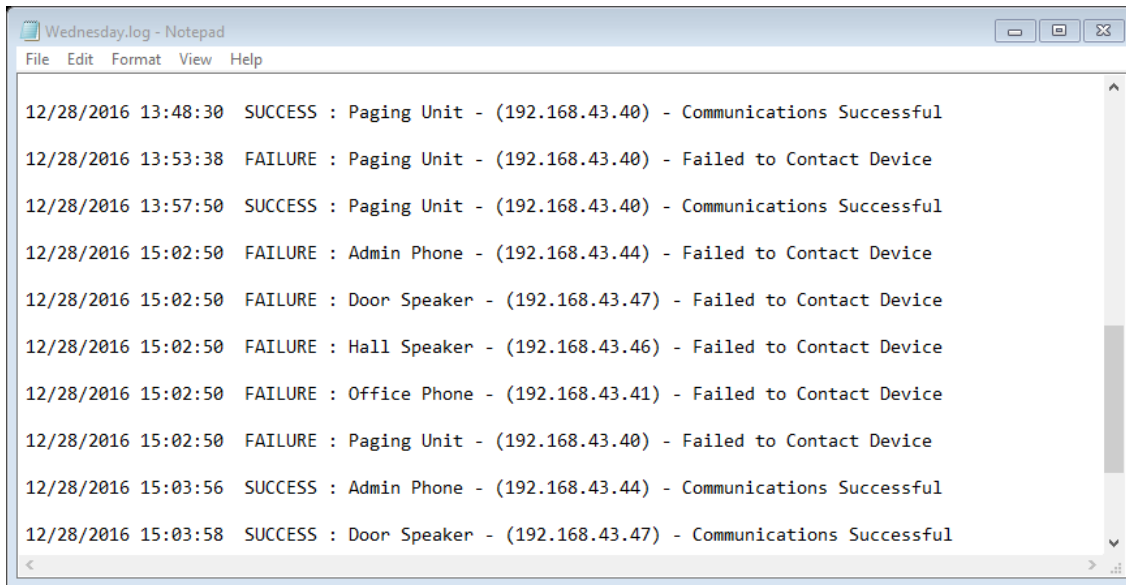 Wednesday.log - Notepad
File Edit Format View Help
12/28/2016 13:48:30  SUCCESS : Paging Unit - (192.168.43.40) - Communications Successful
12/28/2016 13:53:38  FAILURE : Paging Unit - (192.168.43.40) - Failed to Contact Device
12/28/2016 13:57:50  SUCCESS : Paging Unit - (192.168.43.40) - Communications Successful
12/28/2016 15:02:50  FAILURE : Admin Phone - (192.168.43.44) - Failed to Contact Device
12/28/2016 15:02:50  FAILURE : Door Speaker - (192.168.43.47) - Failed to Contact Device
12/28/2016 15:02:50  FAILURE : Hall Speaker - (192.168.43.46) - Failed to Contact Device
12/28/2016 15:02:50  FAILURE : Office Phone - (192.168.43.41) - Failed to Contact Device
12/28/2016 15:02:50  FAILURE : Paging Unit - (192.168.43.40) - Failed to Contact Device
12/28/2016 15:03:56  SUCCESS : Admin Phone - (192.168.43.44) - Communications Successful
12/28/2016 15:03:58  SUCCESS : Door Speaker - (192.168.43.47) - Communications Successful